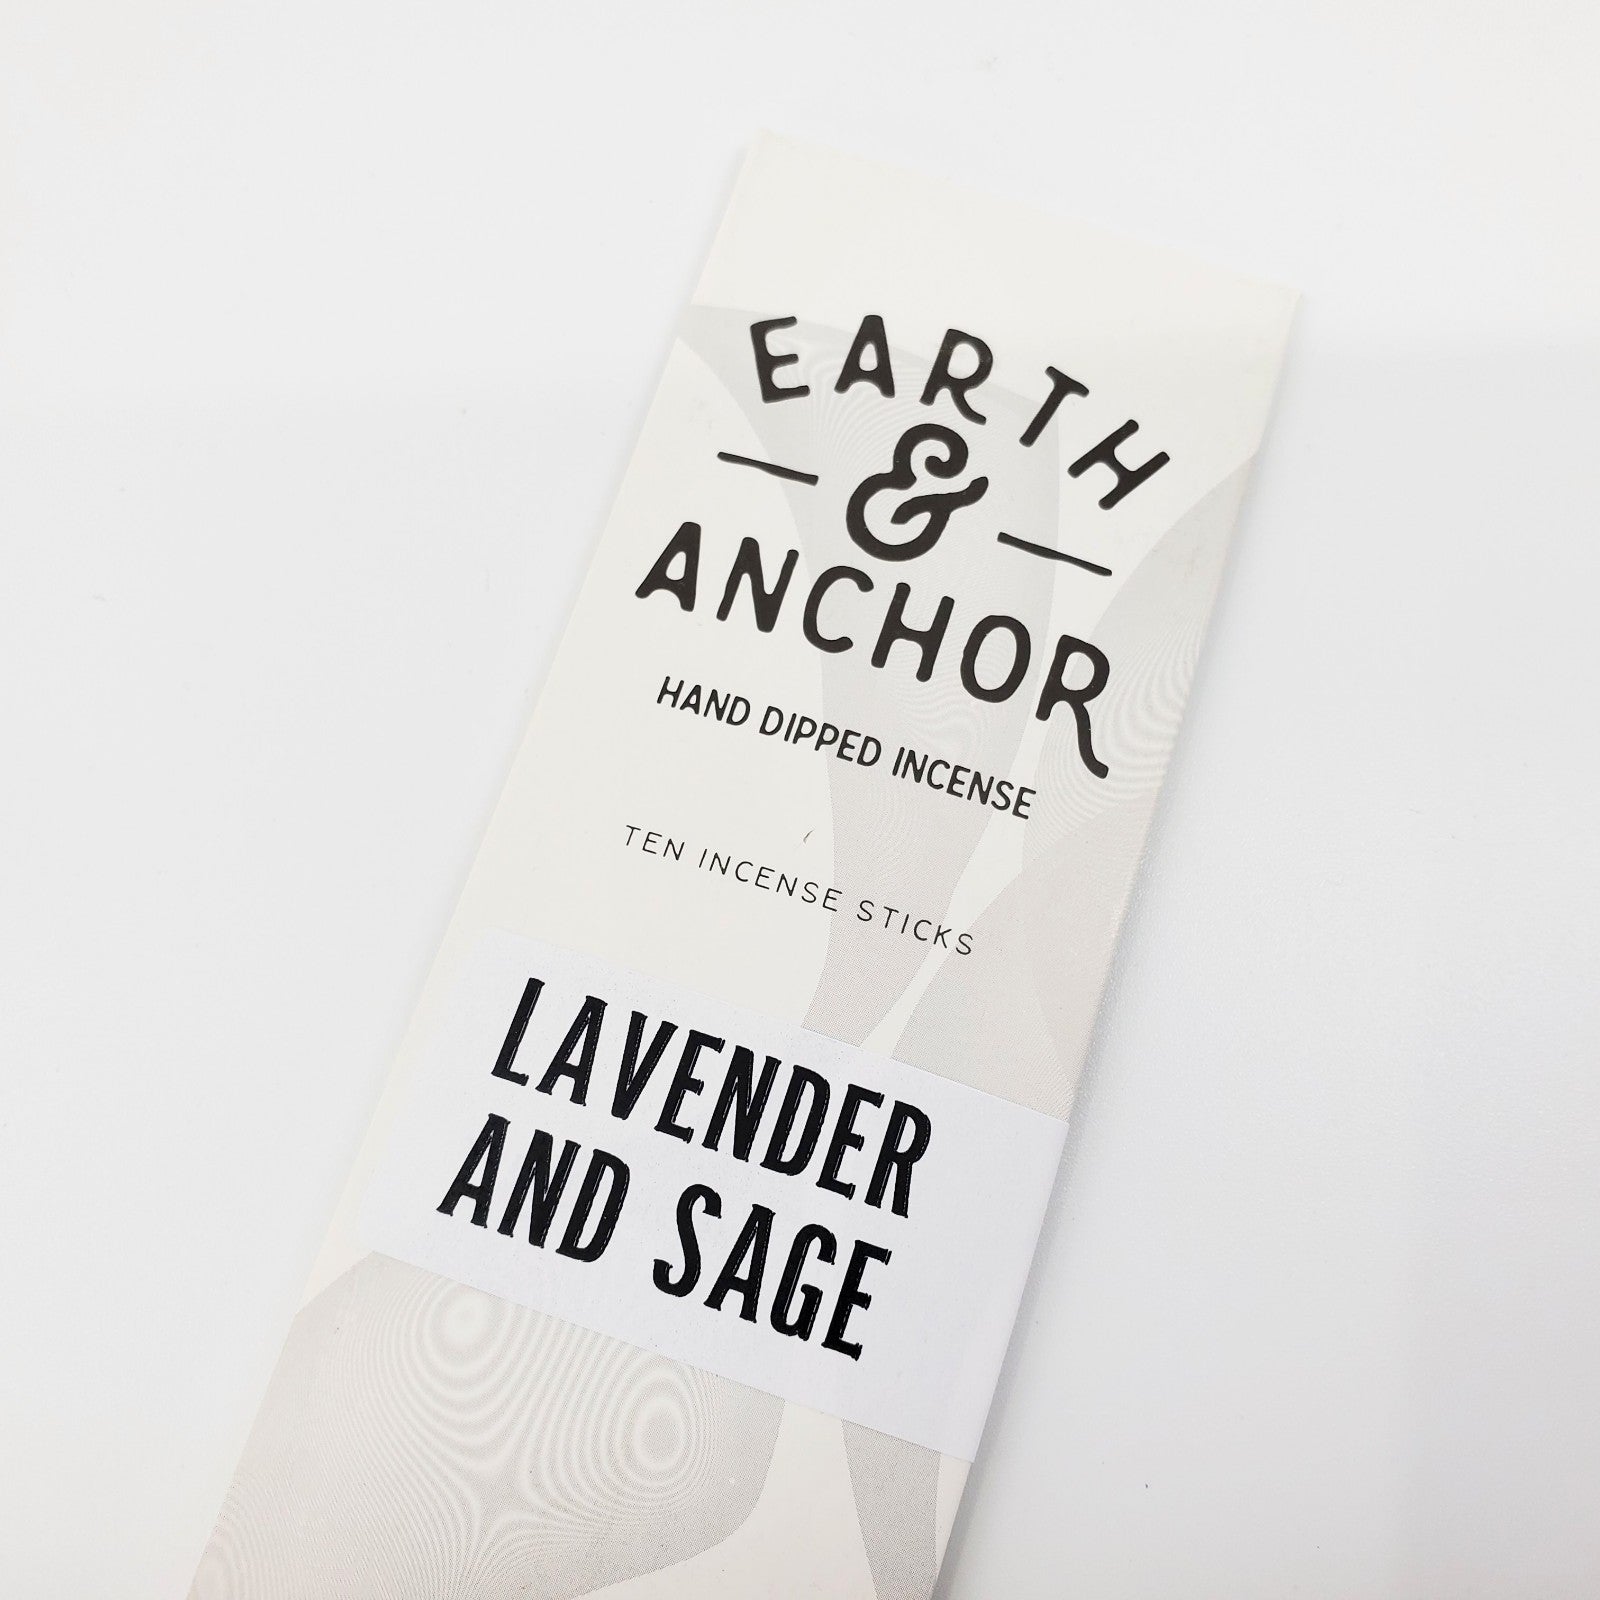 EARTH
&
ANCHOR
HAND DIPPED INCENSE
TEN INCENSE STICKS
LAVENDER
AND SAGE